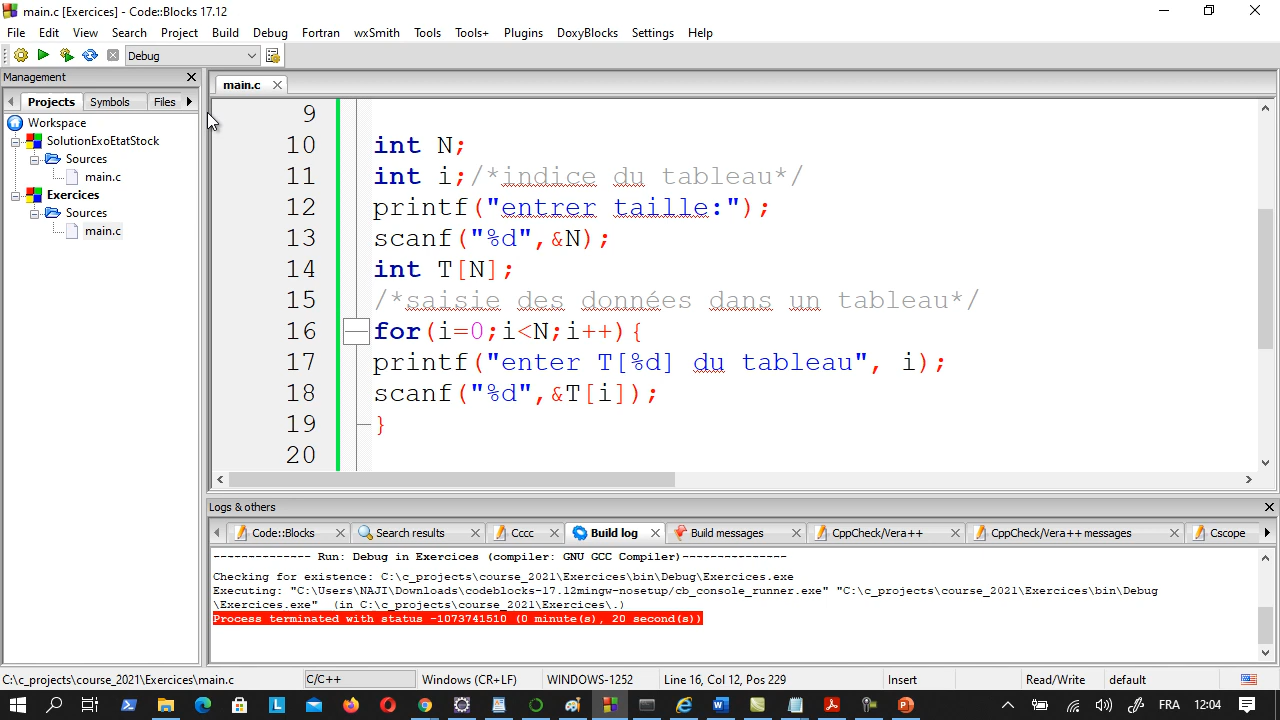 main.c [Exercices] - Code::Blocks 17.12
File Edit View Search Project Build Debug Fortran wxSmith Tools Tools+ Plugins DoxyBlocks Settings Help
Debug
Management
main.c
Projects Symbols Files
Workspace
SolutionExoEtatStock
Sources
main.c
Exercices
Sources
main.c
9
10 int N;
11 int i;/*indice du tableau*/
12 printf("entrer taille:");
13 scanf("%d",&N);
14 int T[N];
15 /*saisie des données dans un tableau*/
16 for(i=0;i<N;i++){
17 printf("enter T[%d] du tableau", i);
18 scanf("%d",&T[i]);
19 }
20
Logs & others
Code::Blocks Search results Cccc Build log Build messages CppCheck/Vera++ CppCheck/Vera++ messages Cscope
-------------- Run: Debug in Exercices (compiler: GNU GCC Compiler)---------------
Checking for existence: C:\c_projects\course_2021\Exercices\bin\Debug\Exercices.exe
Executing: "C:\Users\NAJI\Downloads\codeblocks-17.12mingw-nosetup/cb_console_runner.exe" "C:\c_projects\course_2021\Exercices\bin\Debug
\Exercices.exe"  (in C:\c_projects\course_2021\Exercices\.)
Process terminated with status -1073741510 (0 minute(s), 20 second(s))
C:\c_projects\course_2021\Exercices\main.c C/C++ Windows (CR+LF) WINDOWS-1252 Line 16, Col 12, Pos 229 Insert Read/Write default
FRA 12:04